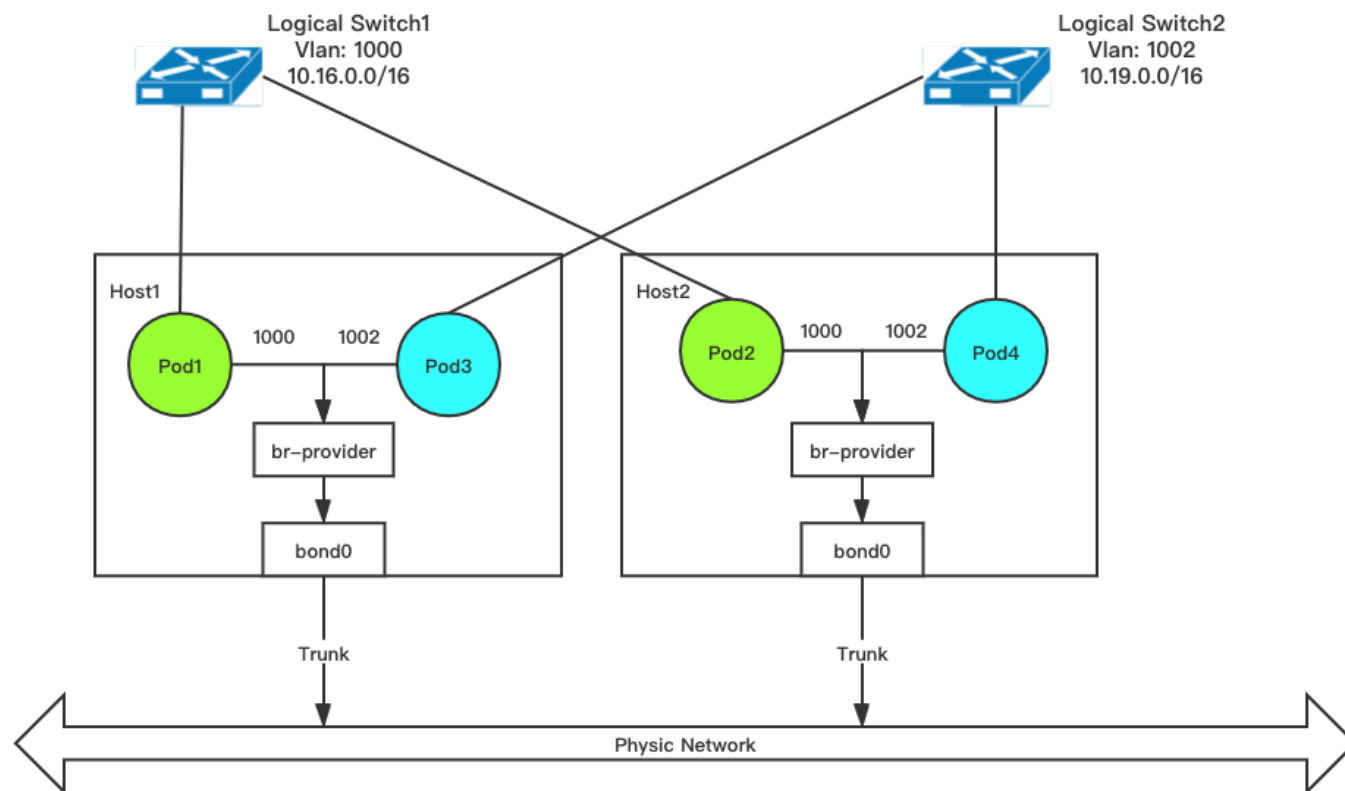 Logical Switch1
Vlan: 1000
10.16.0.0/16
Logical Switch2
Vlan: 1002
10.19.0.0/16
Host1
Pod1
1000
1002
Pod3
br-provider
bond0
Trunk
Host2
Pod2
1000
1002
Pod4
br-provider
bond0
Trunk
Physic Network